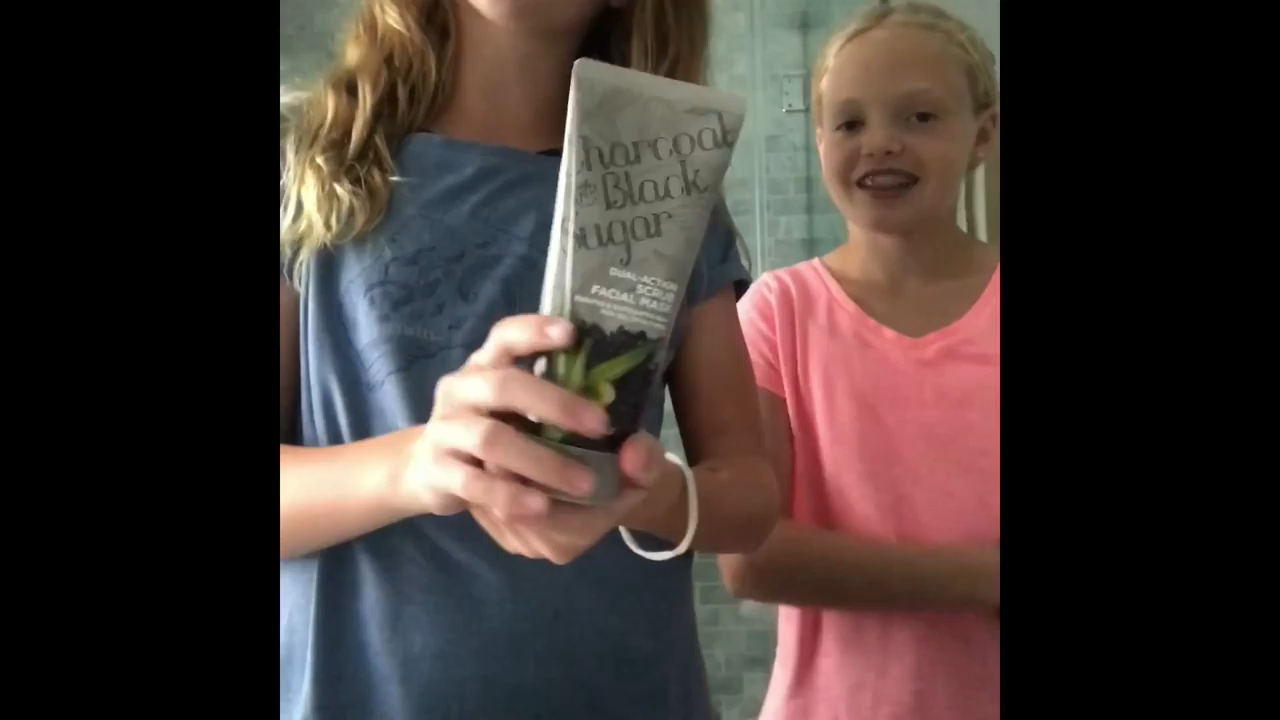 Charcoal
Black
Sugar
DUAL-ACTION
SCRUB
FACIAL MASK